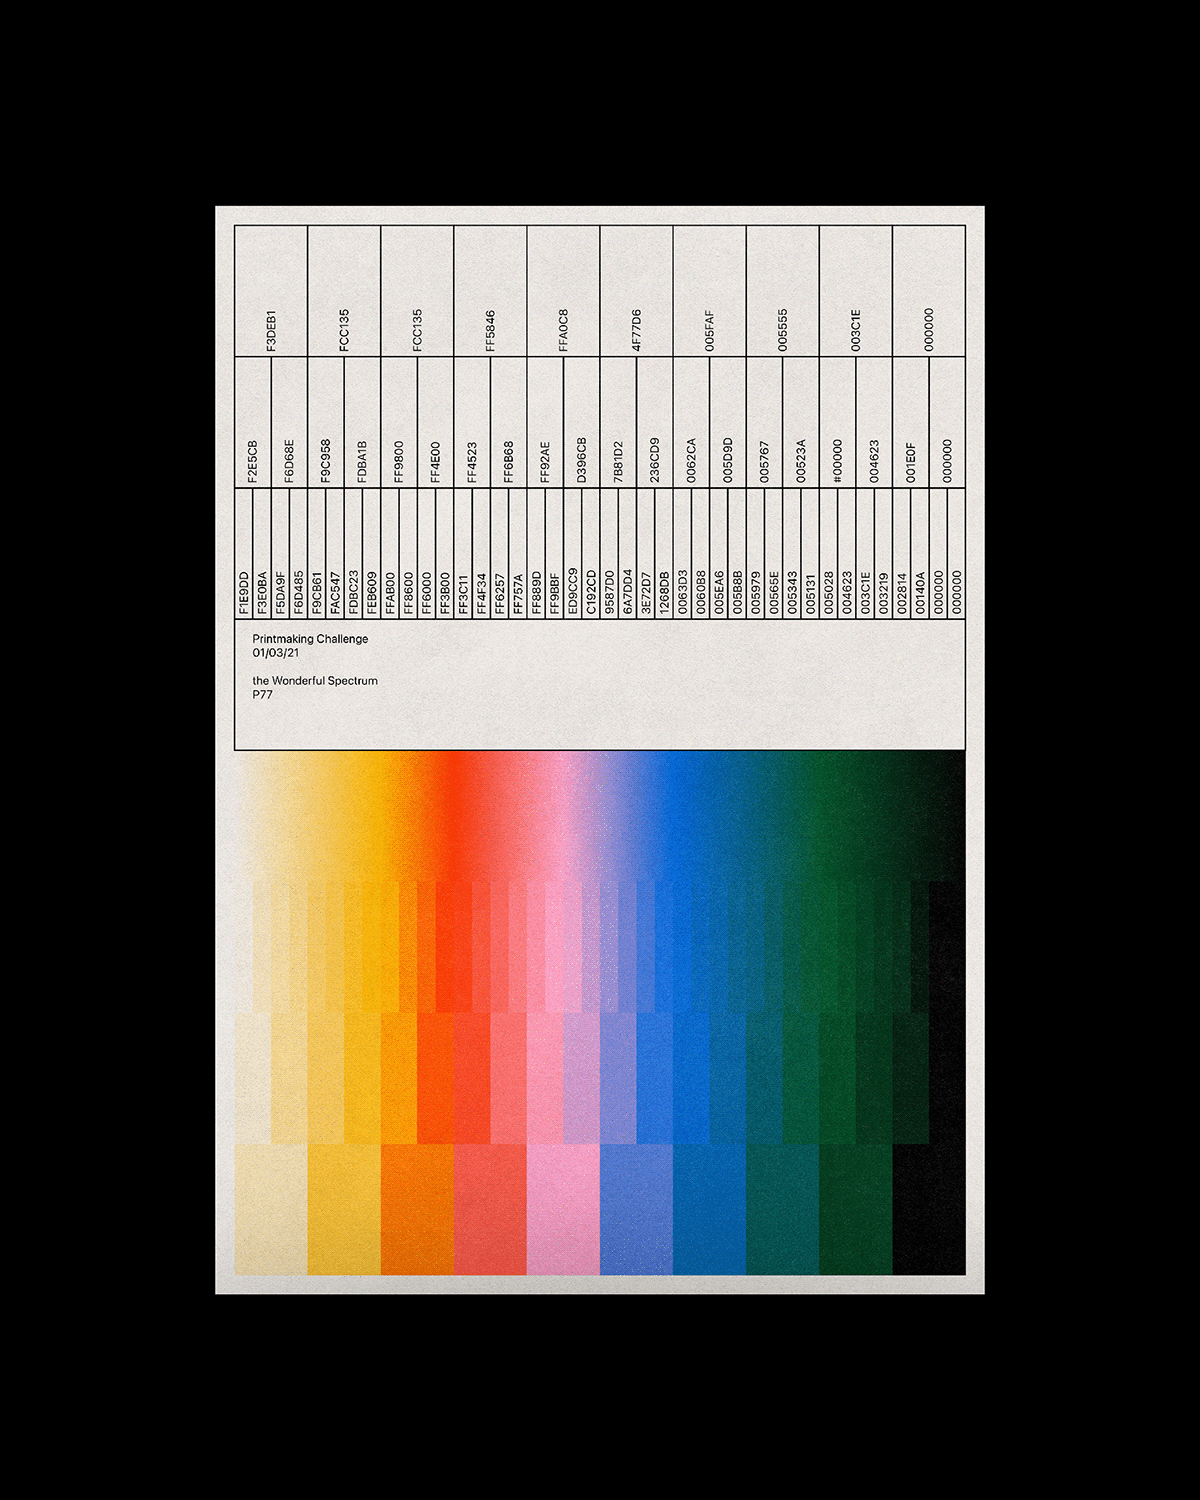 F3DEB1 FCC135 FCC135 FF5846 FFA0C8 4F77D6 005FAF 005555 003C1E 000000
F2E5CB F6D68E F9C958 FDBA1B FF9800 FF4E00 FF4523 FF6B68 FF92AE D396CB 7B81D2 236CD9 0062CA 005D9D 005767 00523A #00000 004623 001E0F 000000
F1E9DD F3E0BA F5DA9F F6D485 F9CB61 FAC547 FDBC23 FEB609 FFAB00 FF8600 FF6000 FF3B00 FF3C11 FF4F34 FF6257 FF757A FF889D FF9BBF ED9CC9 C192CD 9587D0 6A7DD4 3E72D7 1268DB 0063D3 0060B8 005EA6 005B8B 005979 00565E 005343 005131 005028 004623 003C1E 003219 002814 00140A 000000 000000
Printmaking Challenge
01/03/21
the Wonderful Spectrum
P77